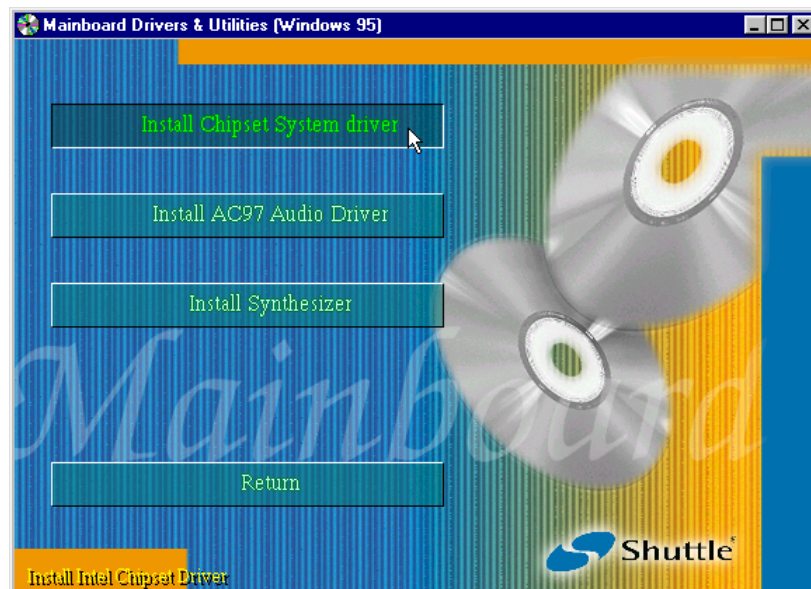 Mainboard Drivers & Utilities (Windows 95)
Install Chipset System driver
Install AC97 Audio Driver
Install Synthesizer
Mainboard
Return
Shuttle®
Install Intel Chipset Driver